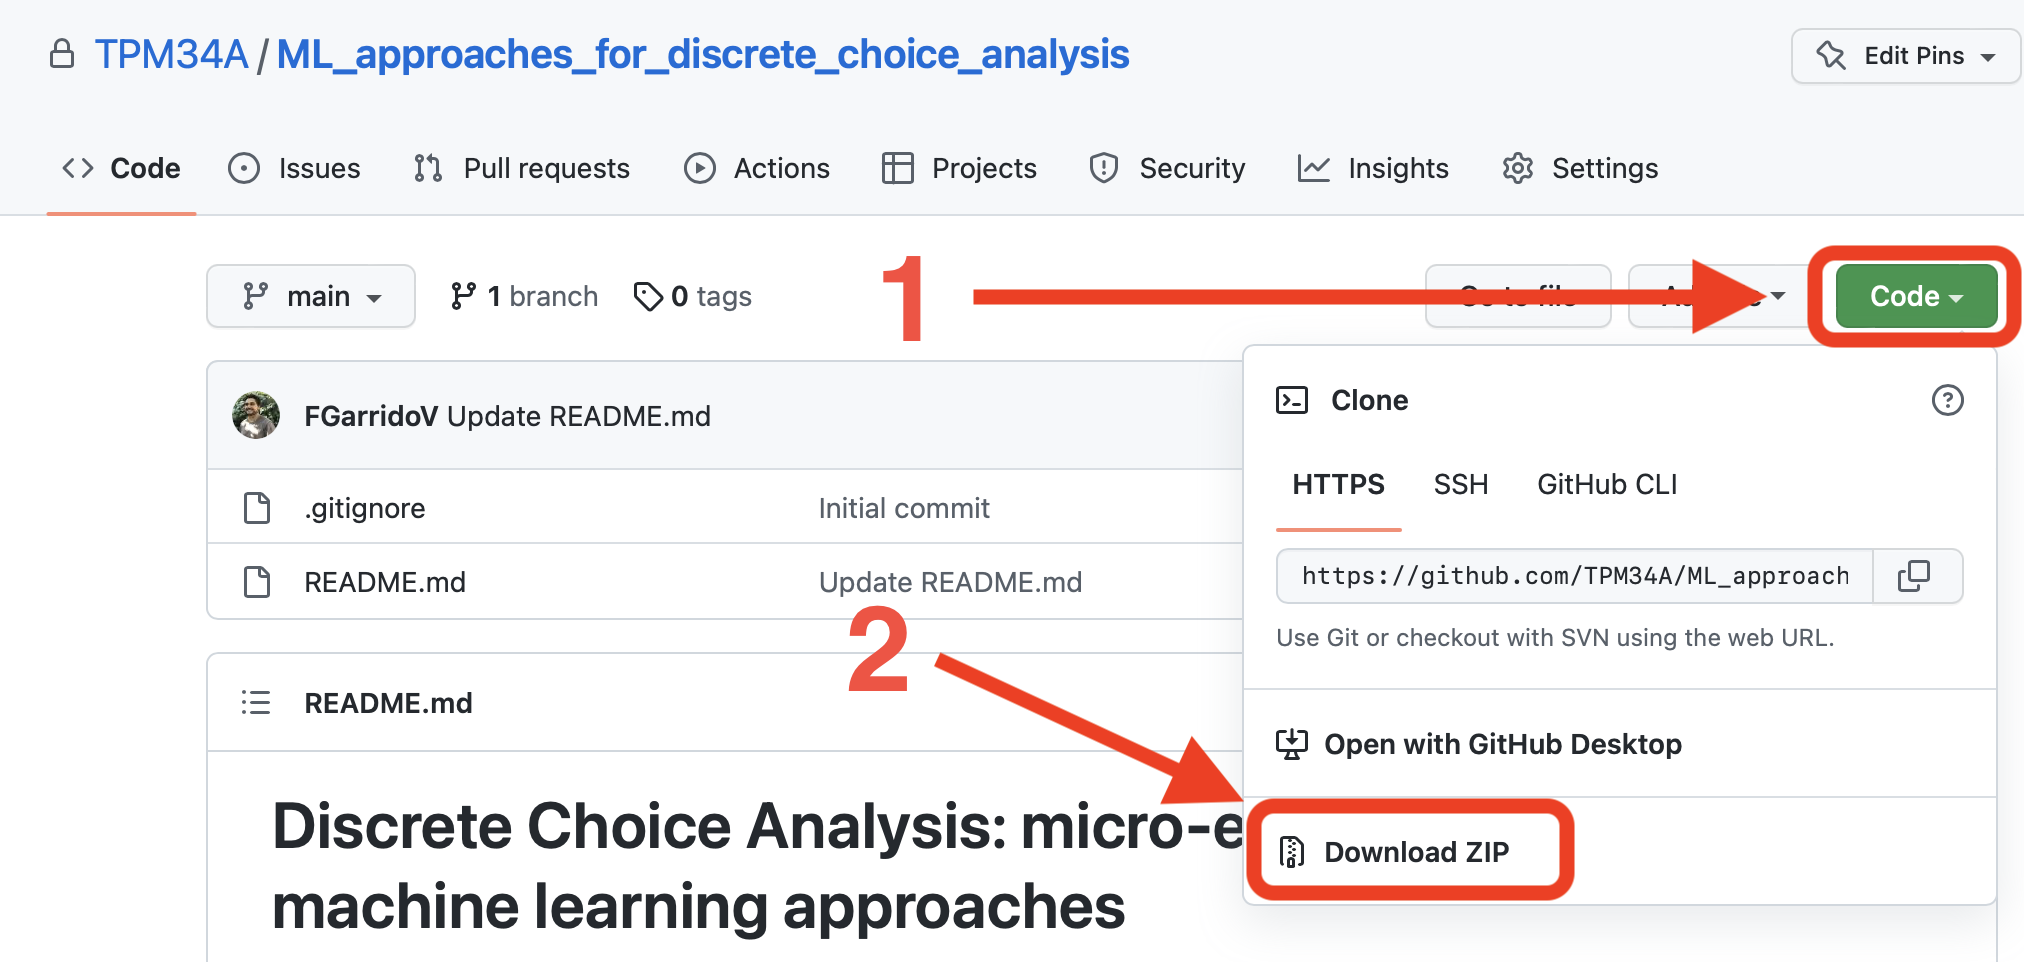 TPM34A / ML_approaches_for_discrete_choice_analysis
Edit Pins
Code Issues Pull requests Actions Projects Security Insights Settings
main 1 branch 0 tags
1
Go to file
Code
Clone
FGarridoV Update README.md
HTTPS SSH GitHub CLI
.gitignore Initial commit
https://github.com/TPM34A/ML_approach
README.md Update README.md
Use Git or checkout with SVN using the web URL.
2
README.md
Open with GitHub Desktop
Discrete Choice Analysis: micro-e
Download ZIP
machine learning approaches